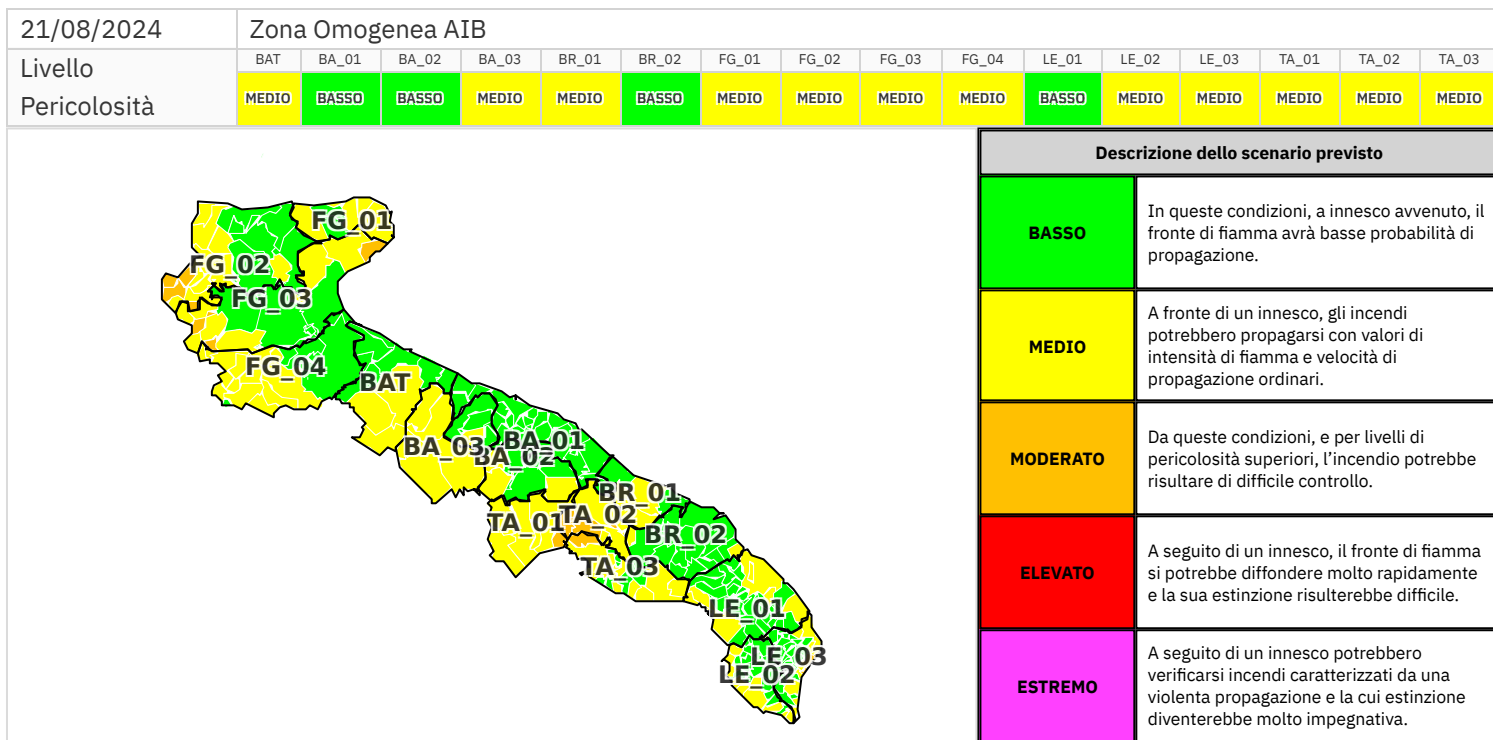 21/08/2024
Zona Omogenea AIB
Livello
Pericolosità
BAT BA_01 BA_02 BA_03 BR_01 BR_02 FG_01 FG_02 FG_03 FG_04 LE_01 LE_02 LE_03 TA_01 TA_02 TA_03
MEDIO BASSO BASSO MEDIO MEDIO BASSO MEDIO MEDIO MEDIO MEDIO BASSO MEDIO MEDIO MEDIO MEDIO MEDIO
FG_01
FG_02
FG_03
FG_04
BAT
BA_01
BA_03
BA_02
BR_01
TA_02
TA_01
BR_02
TA_03
LE_01
LE_03
LE_02
Descrizione dello scenario previsto
BASSO
In queste condizioni, a innesco avvenuto, il
fronte di fiamma avrà basse probabilità di
propagazione.
MEDIO
A fronte di un innesco, gli incendi
potrebbero propagarsi con valori di
intensità di fiamma e velocità di
propagazione ordinari.
MODERATO
Da queste condizioni, e per livelli di
pericolosità superiori, l’incendio potrebbe
risultare di difficile controllo.
ELEVATO
A seguito di un innesco, il fronte di fiamma
si potrebbe diffondere molto rapidamente
e la sua estinzione risulterebbe difficile.
ESTREMO
A seguito di un innesco potrebbero
verificarsi incendi caratterizzati da una
violenta propagazione e la cui estinzione
diventerebbe molto impegnativa.